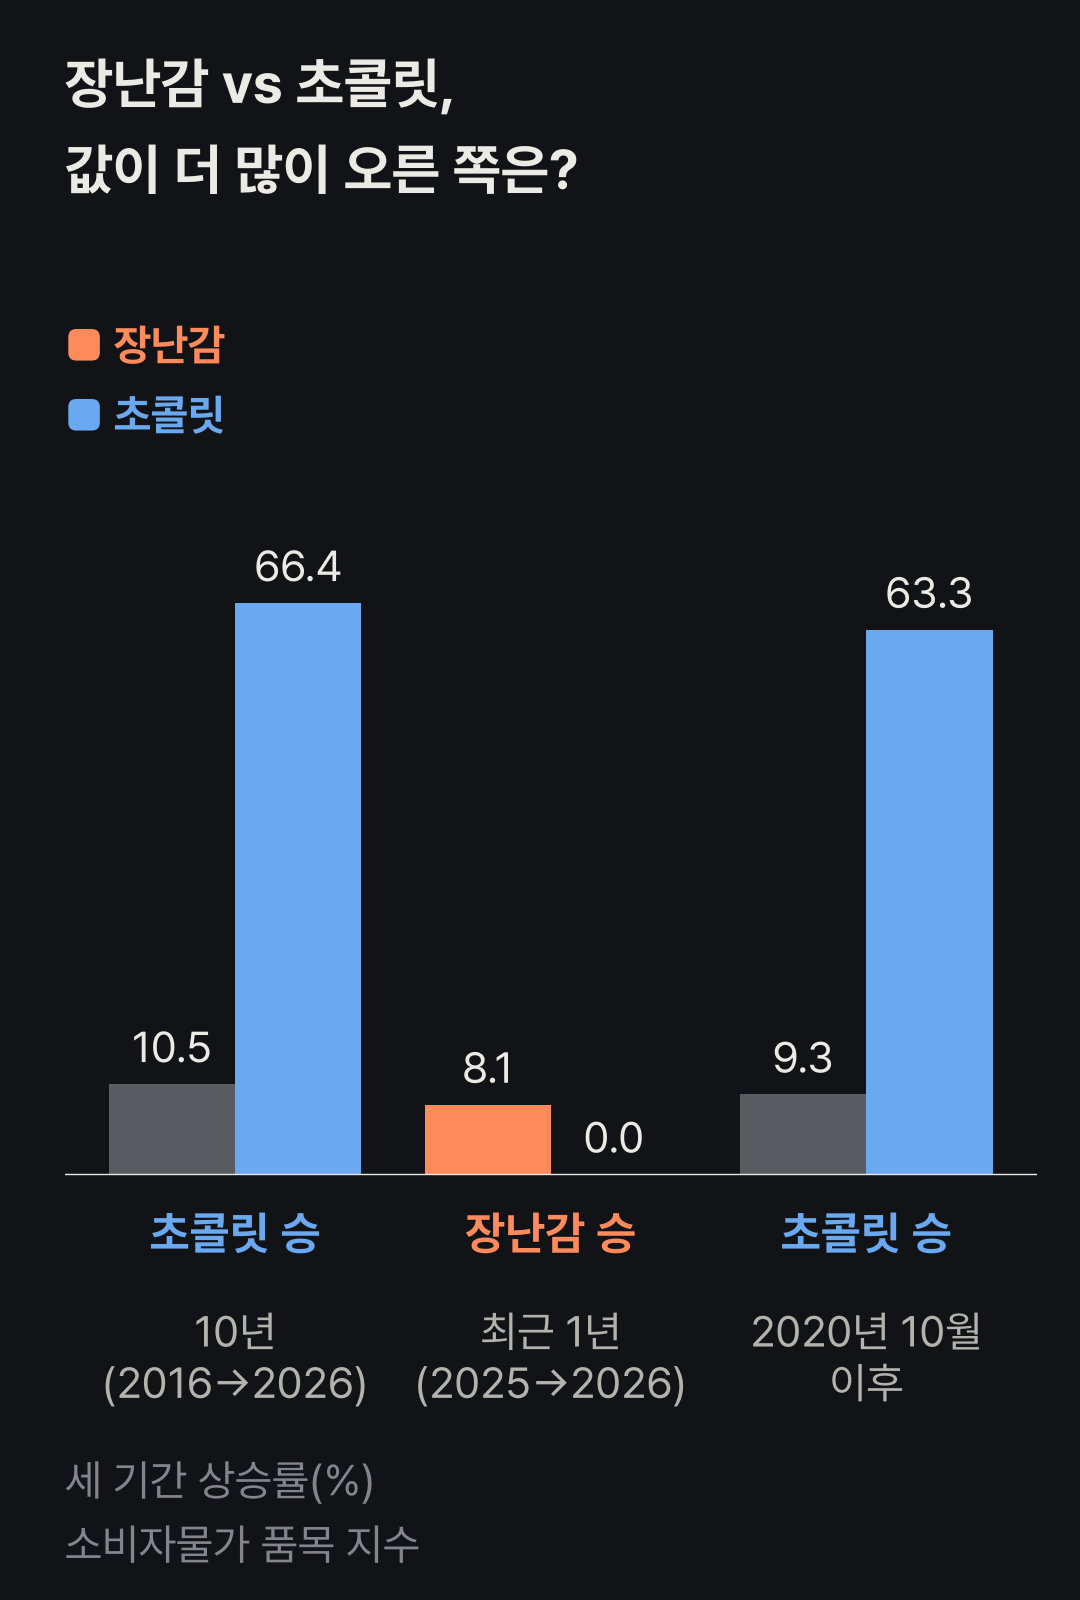 장난감 vs 초콜릿,
값이 더 많이 오른 쪽은?
장난감
초콜릿
66.4
63.3
10.5
8.1
9.3
0.0
초콜릿 승
장난감 승
초콜릿 승
10년
(2016→2026)
최근 1년
(2025→2026)
2020년 10월
이후
세 기간 상승률(%)
소비자물가 품목 지수